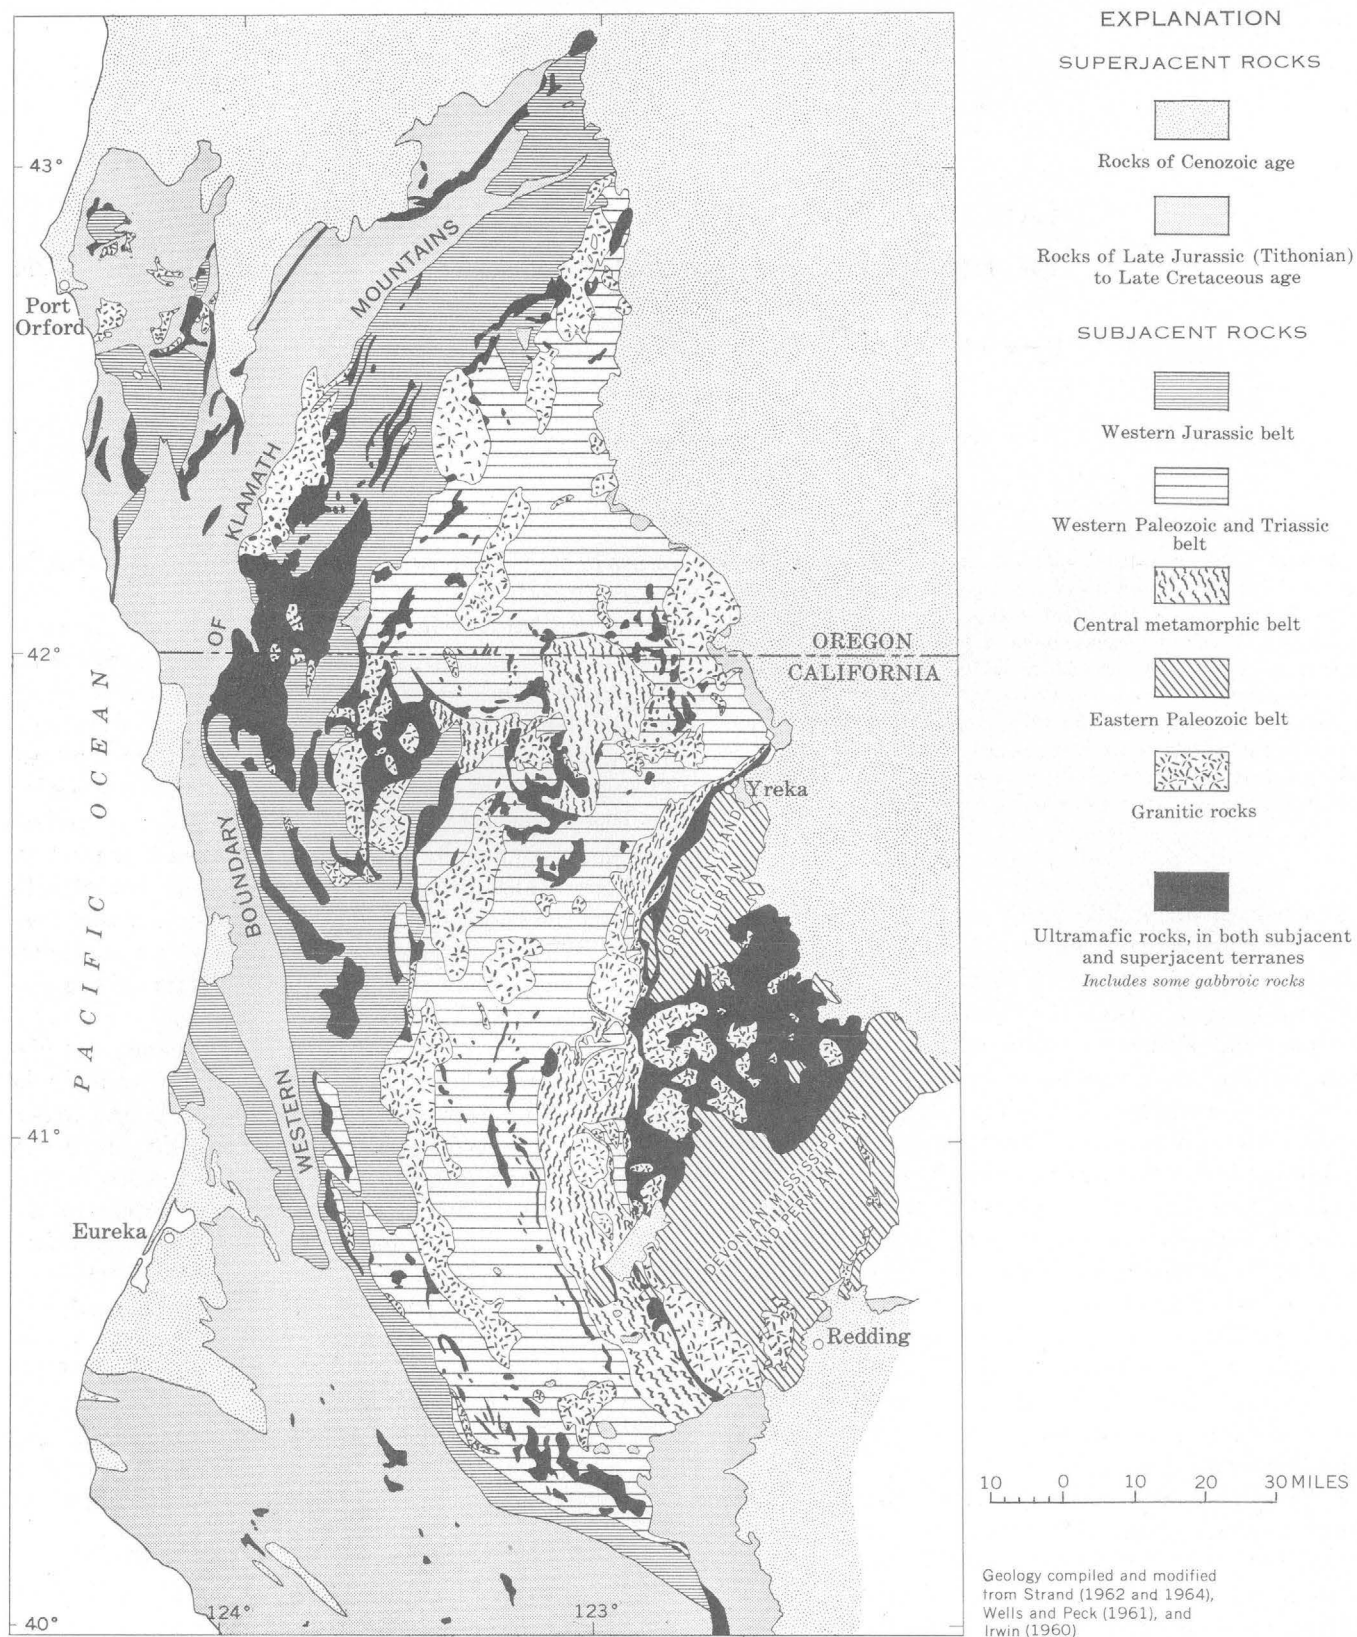 EXPLANATION
SUPERJACENT ROCKS
Rocks of Cenozoic age
Rocks of Late Jurassic (Tithonian)
to Late Cretaceous age
SUBJACENT ROCKS
Western Jurassic belt
Western Paleozoic and Triassic
belt
Central metamorphic belt
Eastern Paleozoic belt
Granitic rocks
Ultramafic rocks, in both subjacent
and superjacent terranes
Includes some gabbroic rocks
43°
MOUNTAINS
Port
Orford
KLAMATH
OF
42°
OREGON
CALIFORNIA
PACIFIC OCEAN
Yreka
BOUNDARY
ORDOVICIAN AND
SILURIAN
WESTERN
41°
DEVONIAN MISSISSIPPIAN
AND PERMIAN
Eureka
Redding
10 0 10 20 30 MILES
124°
123°
40°
Geology compiled and modified
from Strand (1962 and 1964),
Wells and Peck (1961), and
Irwin (1960)